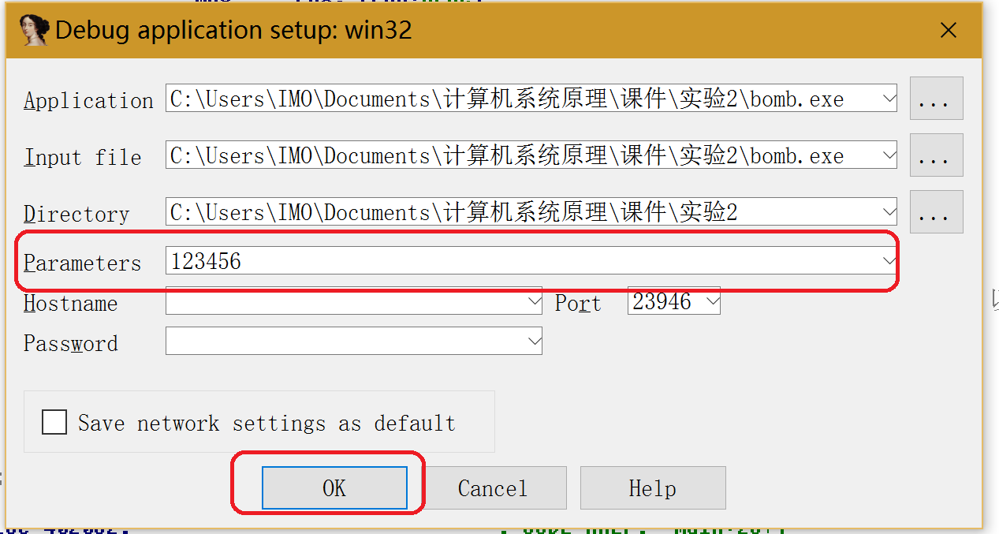 Debug application setup: win32
Application C:\Users\IMO\Documents\计算机系统原理\课件\实验2\bomb.exe ...
Input file C:\Users\IMO\Documents\计算机系统原理\课件\实验2\bomb.exe ...
Directory C:\Users\IMO\Documents\计算机系统原理\课件\实验2 ...
Parameters 123456
Hostname Port 23946
Password
Save network settings as default
OK Cancel Help